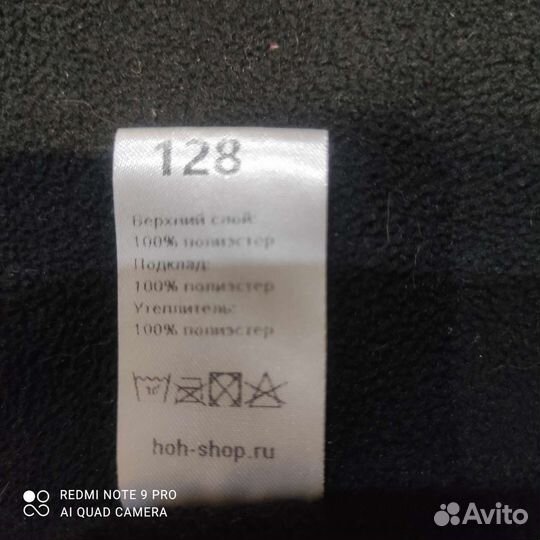 128
Верхний слой:
100% полиэстер
Подклад:
100% полиэстер
Утеплитель:
100% полиэстер
30°
hoh-shop.ru
REDMI NOTE 9 PRO
AI QUAD CAMERA
Avito